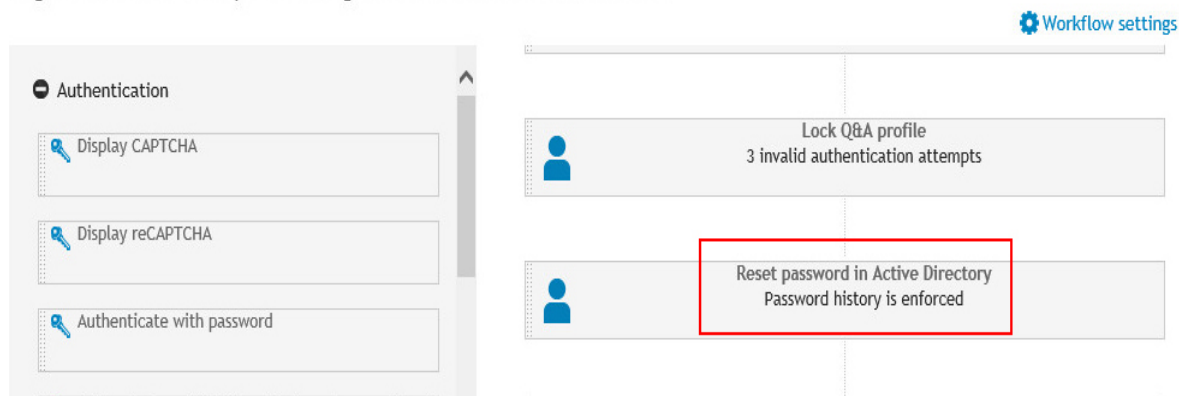 Workflow settings
Authentication
Display CAPTCHA
Display reCAPTCHA
Authenticate with password
Lock Q&A profile
3 invalid authentication attempts
Reset password in Active Directory
Password history is enforced